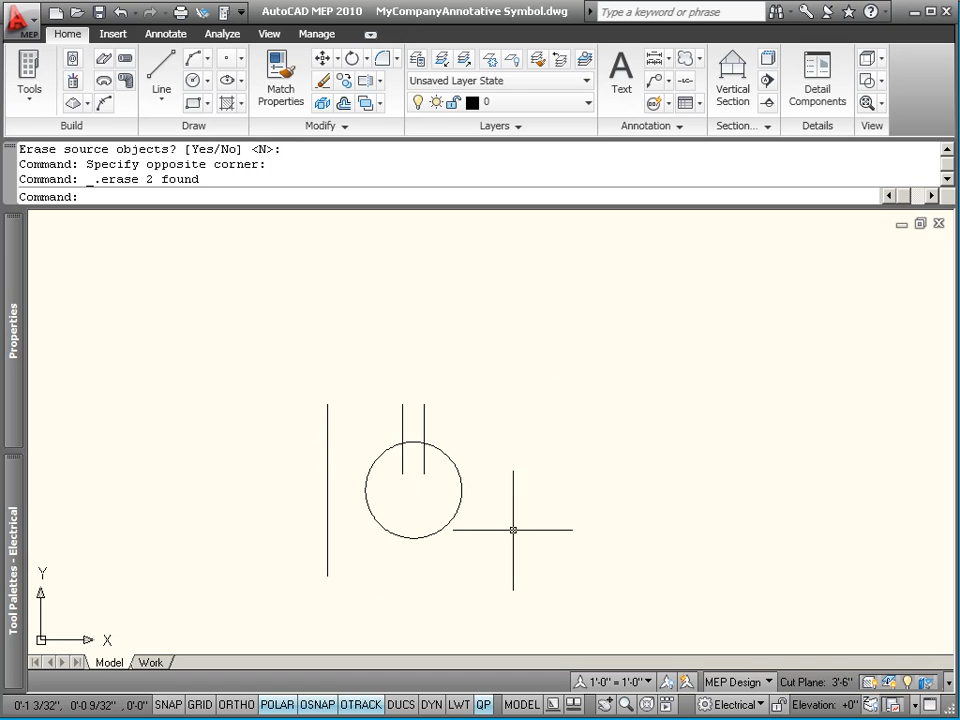 AutoCAD MEP 2010 MyCompanyAnnotative Symbol.dwg
Type a keyword or phrase
MEP
Home Insert Annotate Analyze View Manage
Unsaved Layer State
0
Tools
Line
Match
Properties
Text
Vertical
Section
Detail
Components
Build Draw Modify Layers Annotation Section... Details View
Erase source objects? [Yes/No] <N>:
Command: Specify opposite corner:
Command: _.erase 2 found
Command:
Properties
Tool Palettes - Electrical
Y
X
Model Work
1'-0" = 1'-0" MEP Design Cut Plane: 3'-6"
0'-1 3/32", 0'-0 9/32" ,0'-0" SNAP GRID ORTHO POLAR OSNAP OTRACK DUCS DYN LWT QP MODEL Electrical Elevation: +0"